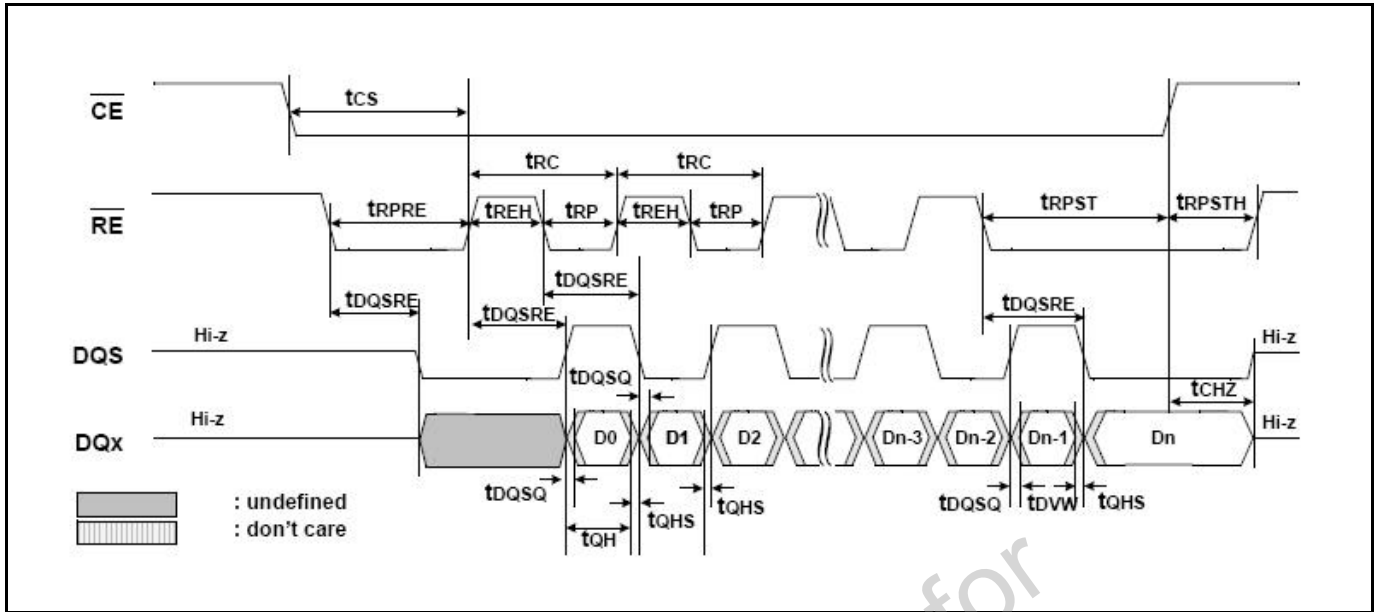 CE
tCS
tRC tRC
RE
tRPRE tREH tRP tREH tRP tRPST tRPSTH
tDQSRE
tDQSRE tDQSRE tDQSRE
DQS Hi-z Hi-z
tDQSQ tCHZ
DQx Hi-z D0 D1 D2 Dn-3 Dn-2 Dn-1 Dn Hi-z
tDQSQ tQHS tQHS tDQSQ tDVW tQHS
tQH
: undefined
: don't care
for